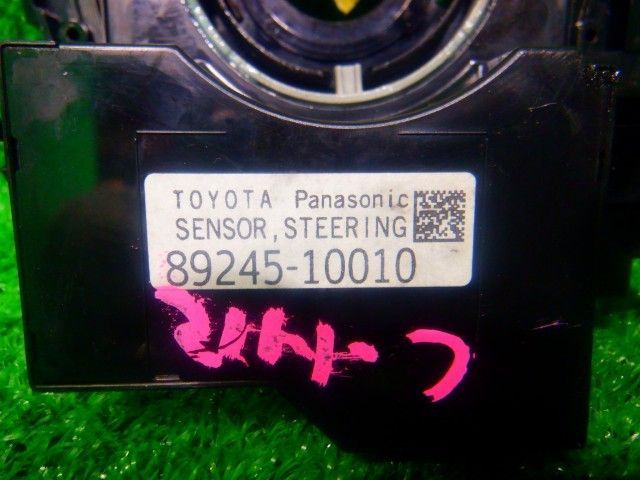 TOYOTA Panasonic
SENSOR, STEERING
89245-10010